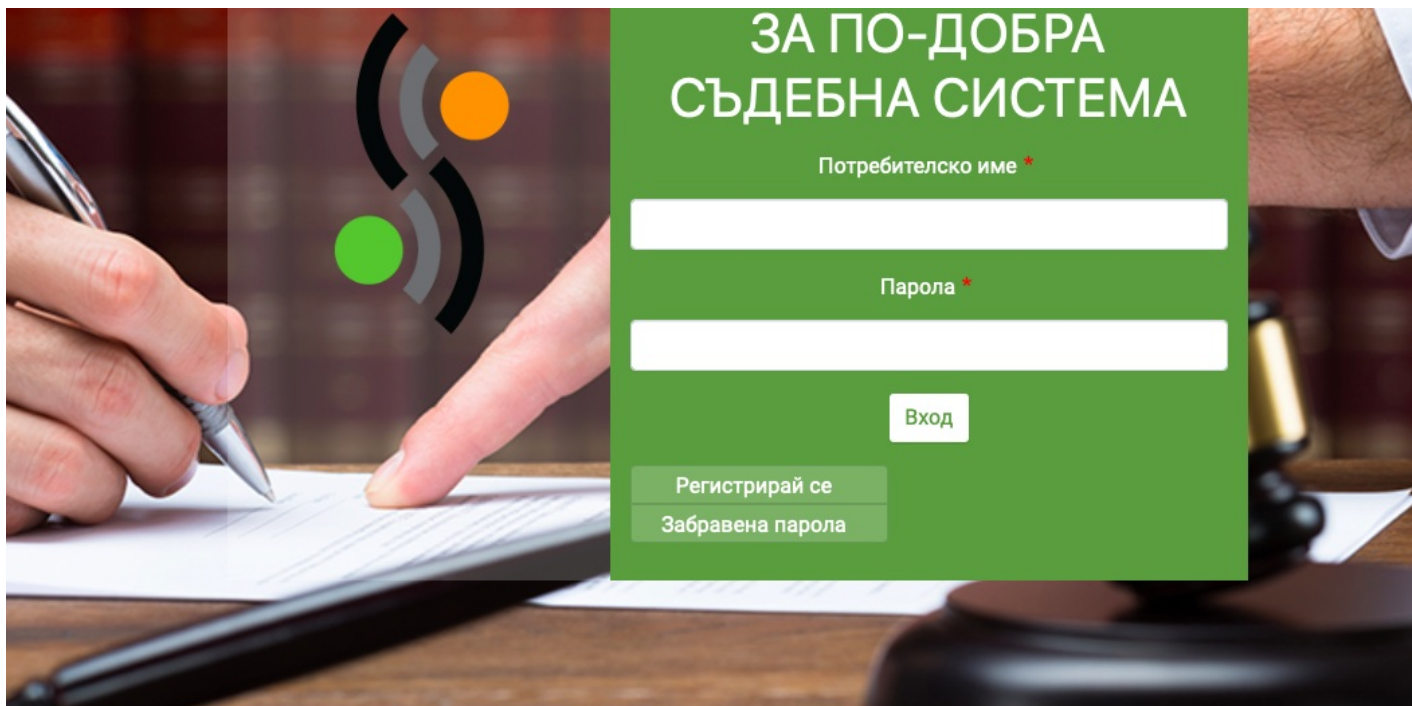 ЗА ПО-ДОБРА
СЪДЕБНА СИСТЕМА
Потребителско име *
Парола *
Вход
Регистрирай се
Забравена парола